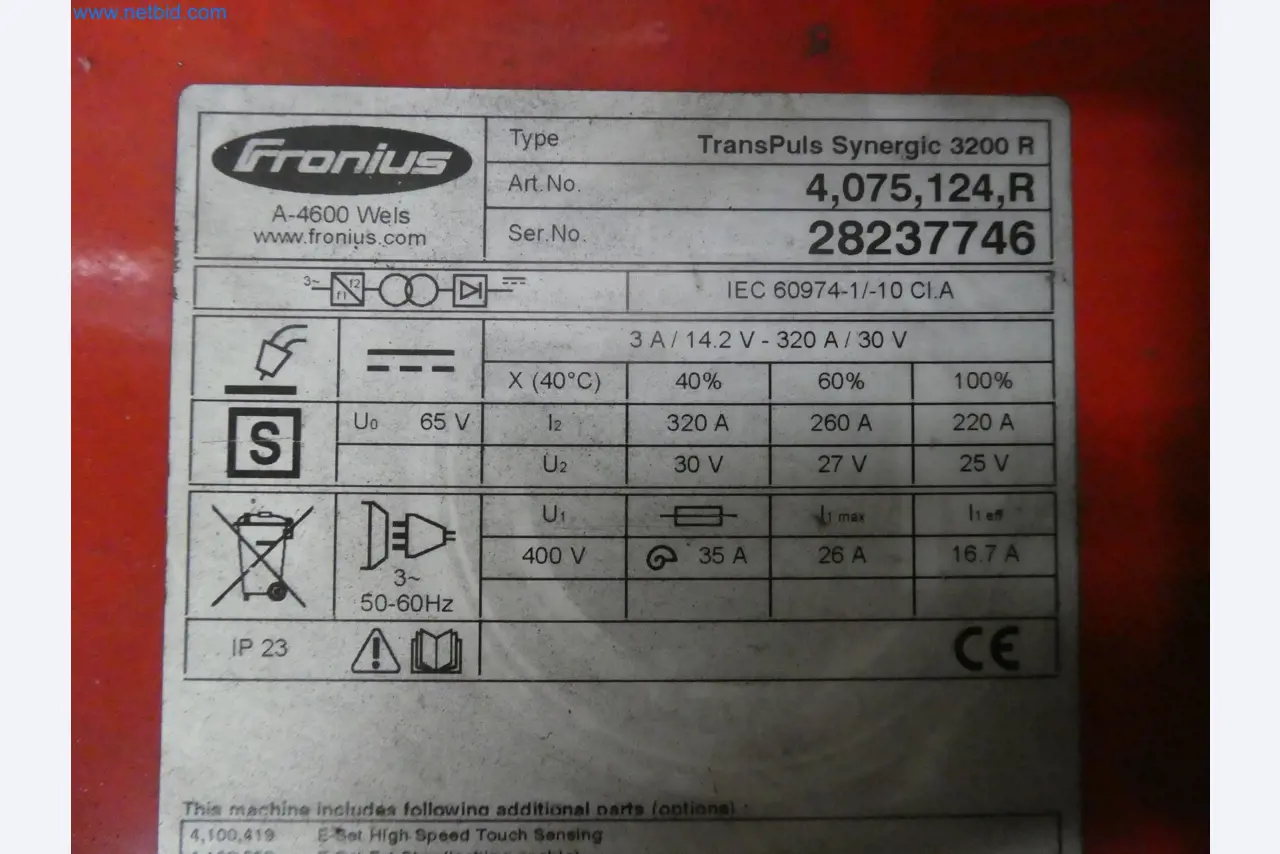 www.netbid.com
Fronius
A-4600 Wels
www.fronius.com
Type TransPuls Synergic 3200 R
Art.No. 4,075,124,R
Ser.No. 28237746
3~ f1 f2
IEC 60974-1/-10 Cl.A
3 A / 14.2 V - 320 A / 30 V
X (40°C) 40% 60% 100%
S
U0 65 V I2 320 A 260 A 220 A
U2 30 V 27 V 25 V
U1 I1 max I1 eff
400 V 35 A 26 A 16.7 A
3~
50-60Hz
IP 23
CE
This machine includes following additional parts (options) :
4,100,419 E-Set High Speed Touch Sensing